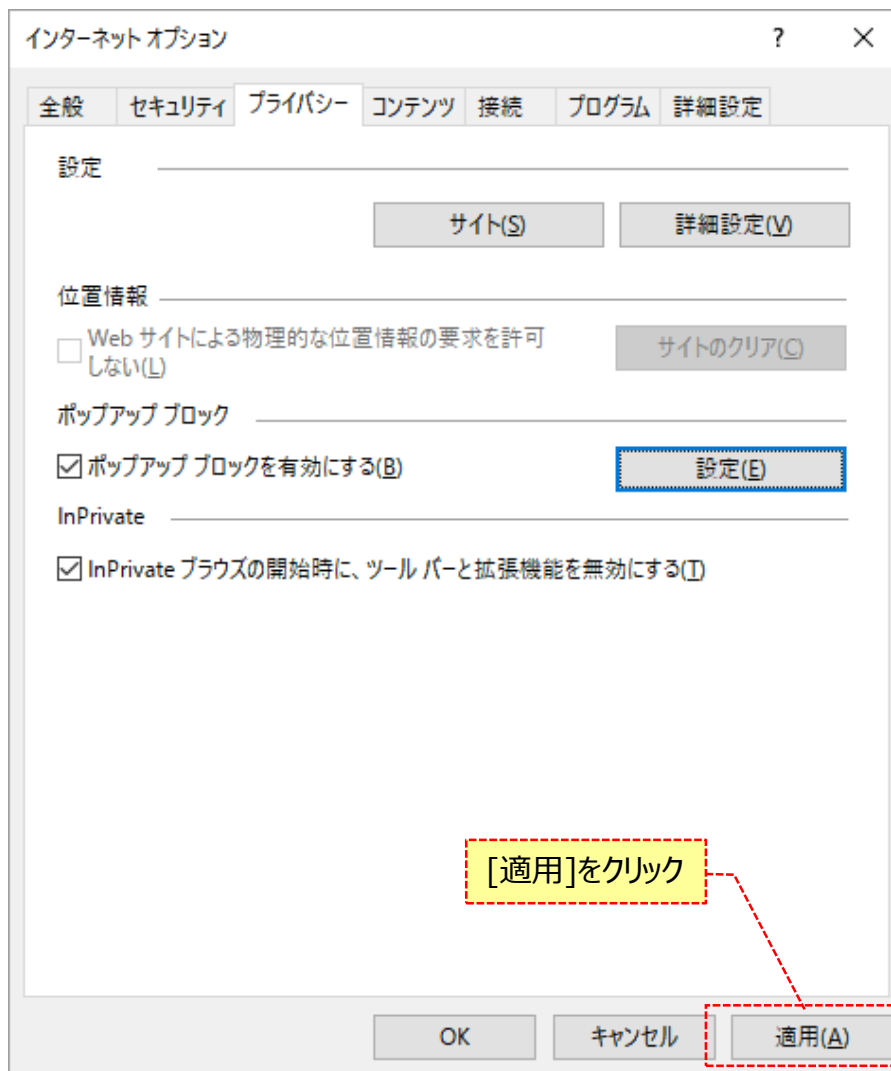 インターネット オプション ?
全般 セキュリティ プライバシー コンテンツ 接続 プログラム 詳細設定
設定
サイト(S) 詳細設定(V)
位置情報
Web サイトによる物理的な位置情報の要求を許可
しない(L)
サイトのクリア(C)
ポップアップ ブロック
ポップアップ ブロックを有効にする(B) 設定(E)
InPrivate
InPrivate ブラウズの開始時に、ツール バーと拡張機能を無効にする(T)
[適用]をクリック
OK キャンセル 適用(A)